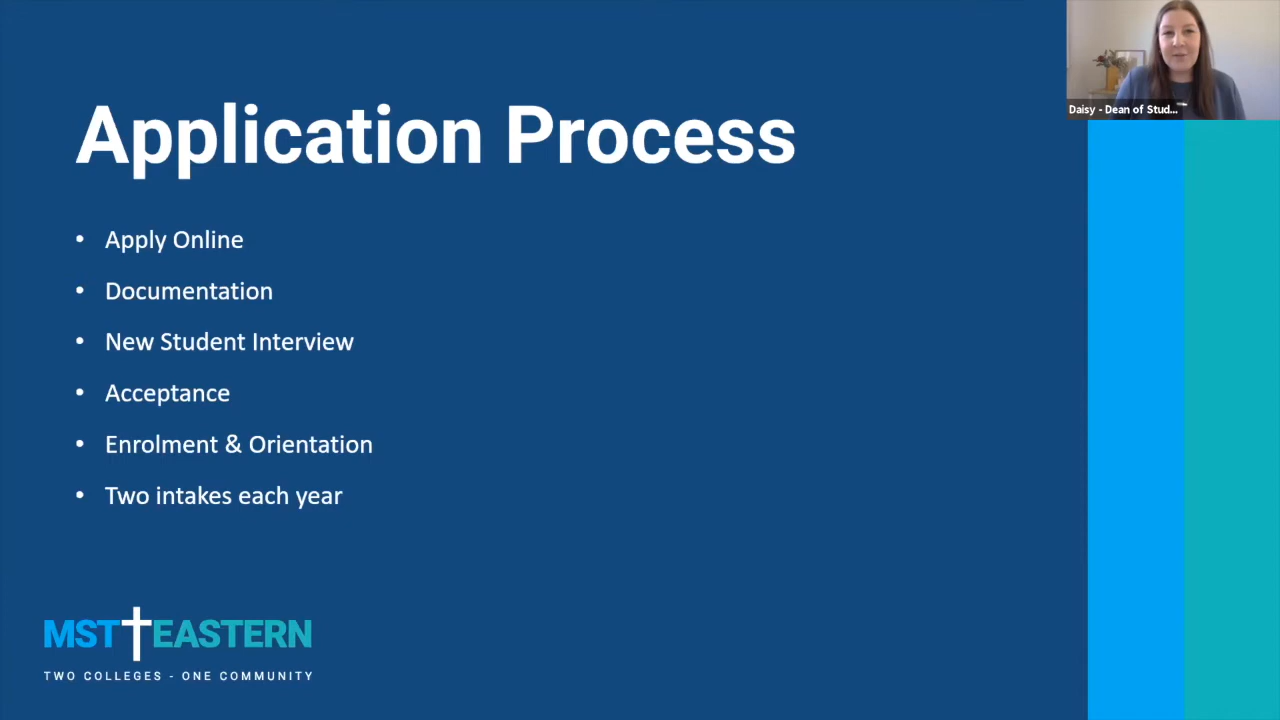 Application Process
Daisy - Dean of Stud...
• Apply Online
• Documentation
• New Student Interview
• Acceptance
• Enrolment & Orientation
• Two intakes each year
MST EASTERN
TWO COLLEGES - ONE COMMUNITY